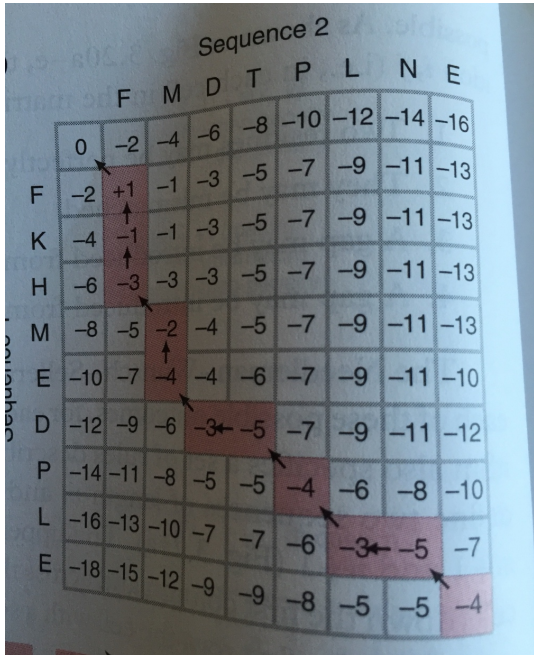 Sequence 2
F M D T P L N E
0 −2 −4 −6 −8 −10 −12 −14 −16
F −2 +1 −1 −3 −5 −7 −9 −11 −13
K −4 −1 −1 −3 −5 −7 −9 −11 −13
H −6 −3 −3 −3 −5 −7 −9 −11 −13
M −8 −5 −2 −4 −5 −7 −9 −11 −13
E −10 −7 −4 −4 −6 −7 −9 −11 −10
D −12 −9 −6 −3 −5 −7 −9 −11 −12
P −14 −11 −8 −5 −5 −4 −6 −8 −10
L −16 −13 −10 −7 −7 −6 −3 −5 −7
E −18 −15 −12 −9 −9 −8 −5 −5 −4